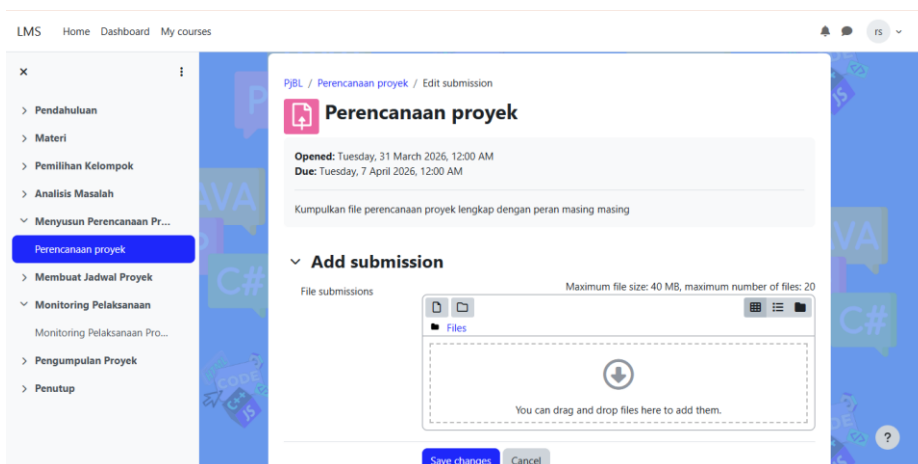 LMS Home Dashboard My courses rs
Pendahuluan
Materi
Pemilihan Kelompok
Analisis Masalah
Menyusun Perencanaan Pr...
Perencanaan proyek
Membuat Jadwal Proyek
Monitoring Pelaksanaan
Monitoring Pelaksanaan Pro...
Pengumpulan Proyek
Penutup
PjBL / Perencanaan proyek / Edit submission
Perencanaan proyek
Opened: Tuesday, 31 March 2026, 12:00 AM
Due: Tuesday, 7 April 2026, 12:00 AM
Kumpulkan file perencanaan proyek lengkap dengan peran masing masing
Add submission
File submissions
Maximum file size: 40 MB, maximum number of files: 20
Files
You can drag and drop files here to add them.
Save changes Cancel
?
C#
CODE
C++
JS
JS
C#